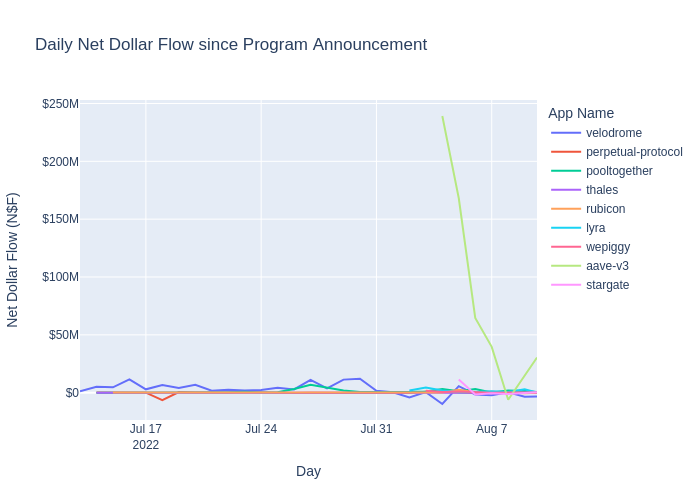 Daily Net Dollar Flow since Program Announcement
Net Dollar Flow (N$F)
$250M
$200M
$150M
$100M
$50M
$0
Jul 17
2022
Jul 24
Jul 31
Aug 7
Day
App Name
velodrome
perpetual-protocol
pooltogether
thales
rubicon
lyra
wepiggy
aave-v3
stargate